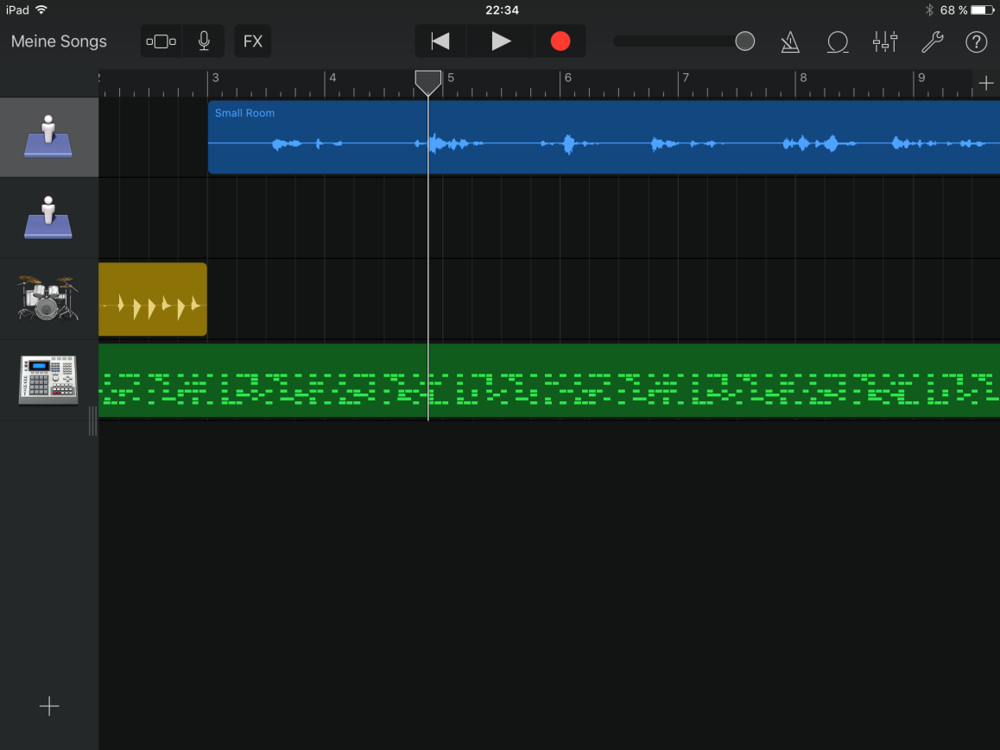 iPad 22:34 68 %
Meine Songs FX
2 3 4 5 6 7 8 9
Small Room